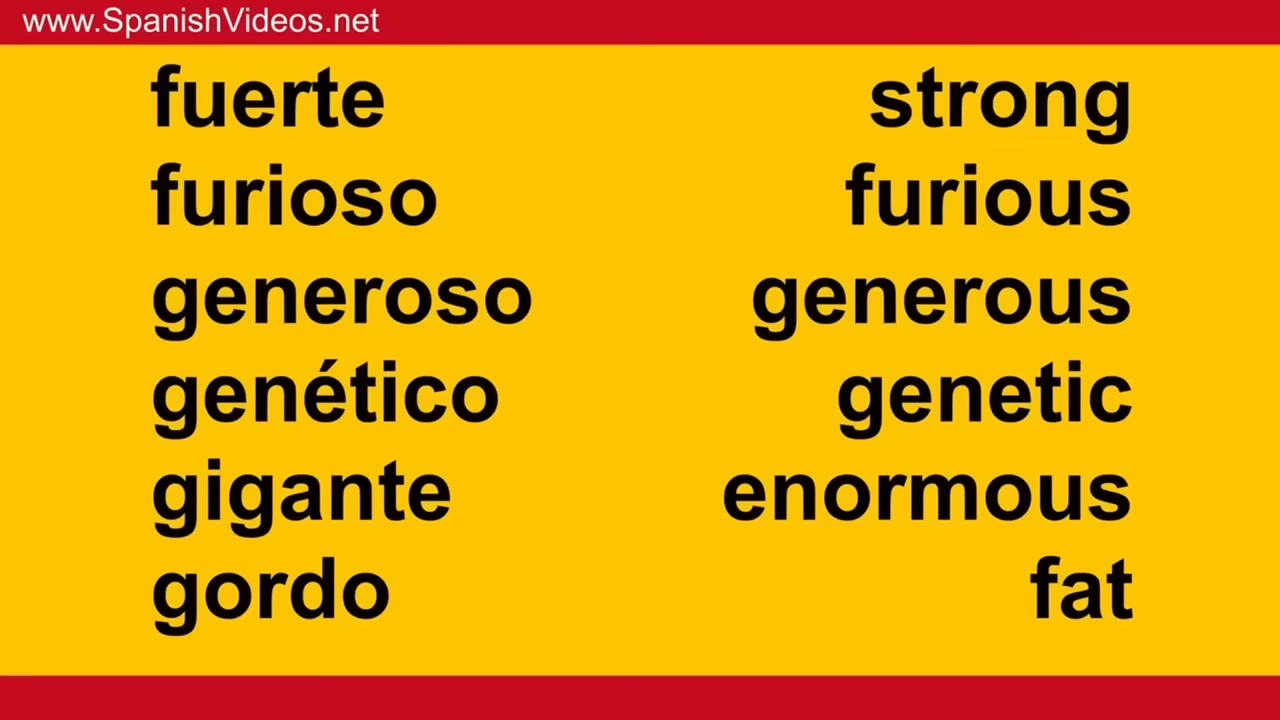 www.SpanishVideos.net
fuerte strong
furioso furious
generoso generous
genético genetic
gigante enormous
gordo fat